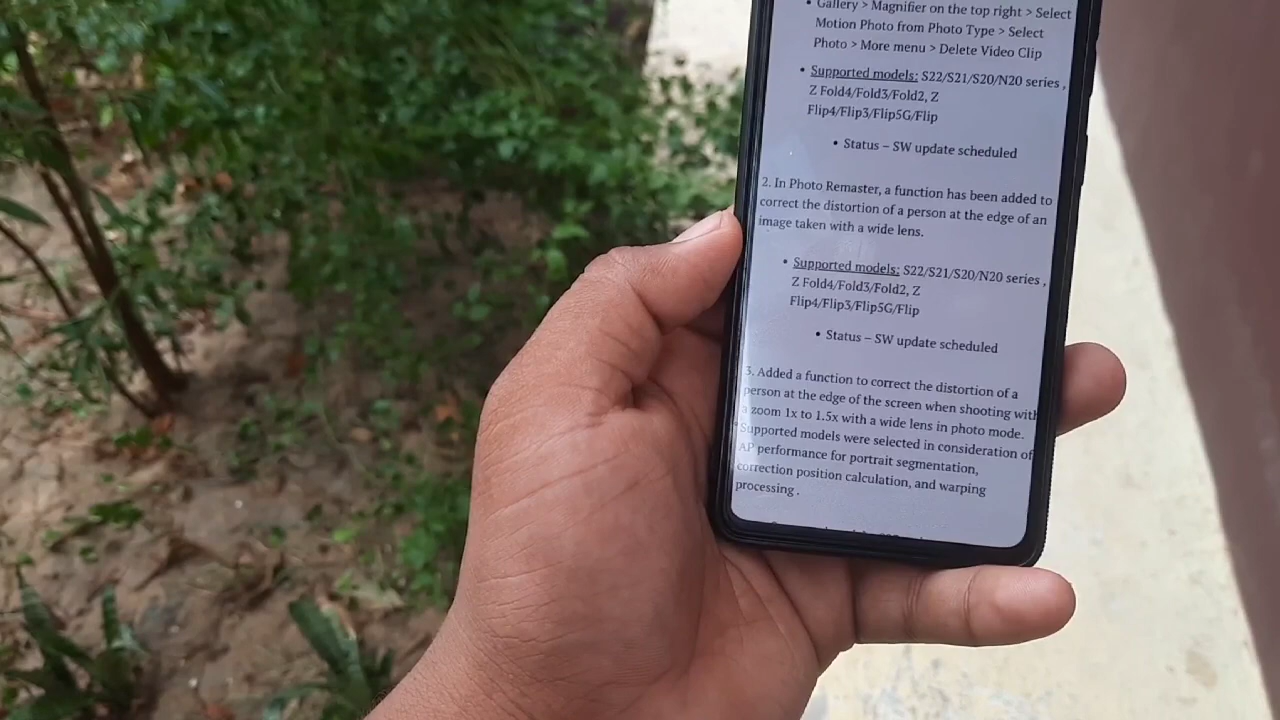 • Gallery > Magnifier on the top right > Select
Motion Photo from Photo Type > Select
Photo > More menu > Delete Video Clip
• Supported models: S22/S21/S20/N20 series ,
Z Fold4/Fold3/Fold2, Z
Flip4/Flip3/Flip5G/Flip
• Status – SW update scheduled
2. In Photo Remaster, a function has been added to
correct the distortion of a person at the edge of an
image taken with a wide lens.
• Supported models: S22/S21/S20/N20 series ,
Z Fold4/Fold3/Fold2, Z
Flip4/Flip3/Flip5G/Flip
• Status – SW update scheduled
3. Added a function to correct the distortion of a
person at the edge of the screen when shooting with
a zoom 1x to 1.5x with a wide lens in photo mode.
Supported models were selected in consideration of
AP performance for portrait segmentation,
correction position calculation, and warping
processing .